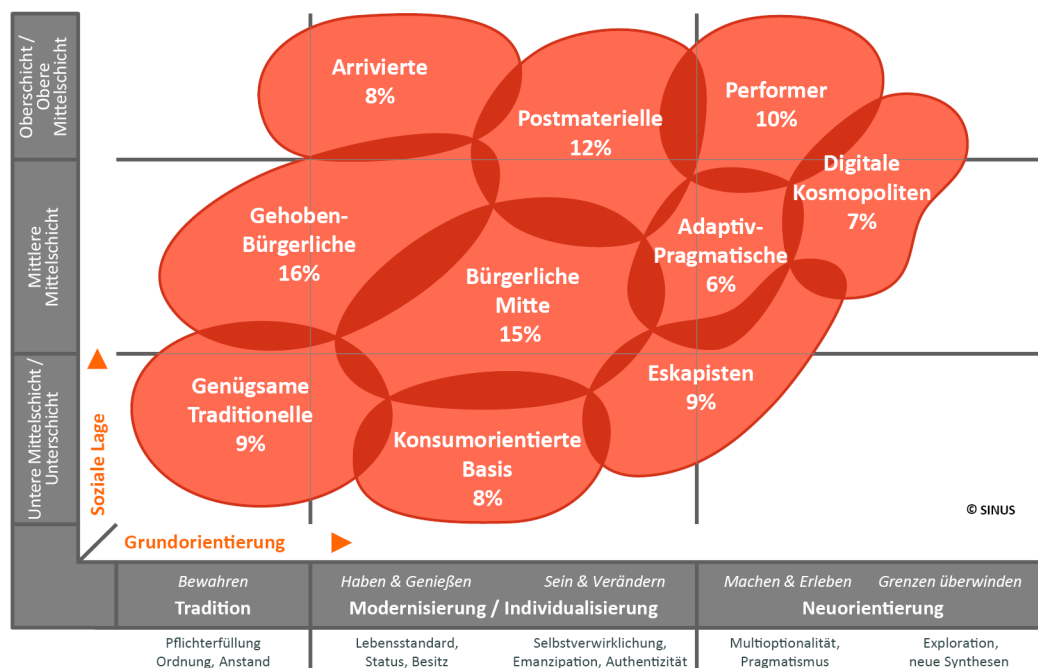 Oberschicht /
Obere
Mittelschicht
Mittlere
Mittelschicht
Untere Mittelschicht /
Unterschicht
Soziale Lage
Arrivierte
8%
Postmaterielle
12%
Performer
10%
Digitale
Kosmopoliten
7%
Gehoben-
Bürgerliche
16%
Bürgerliche
Mitte
15%
Adaptiv-
Pragmatische
6%
Genügsame
Traditionelle
9%
Konsumorientierte
Basis
8%
Eskapisten
9%
© SINUS
Grundorientierung
Bewahren
Tradition
Haben & Genießen
Sein & Verändern
Modernisierung / Individualisierung
Machen & Erleben
Grenzen überwinden
Neuorientierung
Pflichterfüllung
Ordnung, Anstand
Lebensstandard,
Status, Besitz
Selbstverwirklichung,
Emanzipation, Authentizität
Multioptionalität,
Pragmatismus
Exploration,
neue Synthesen